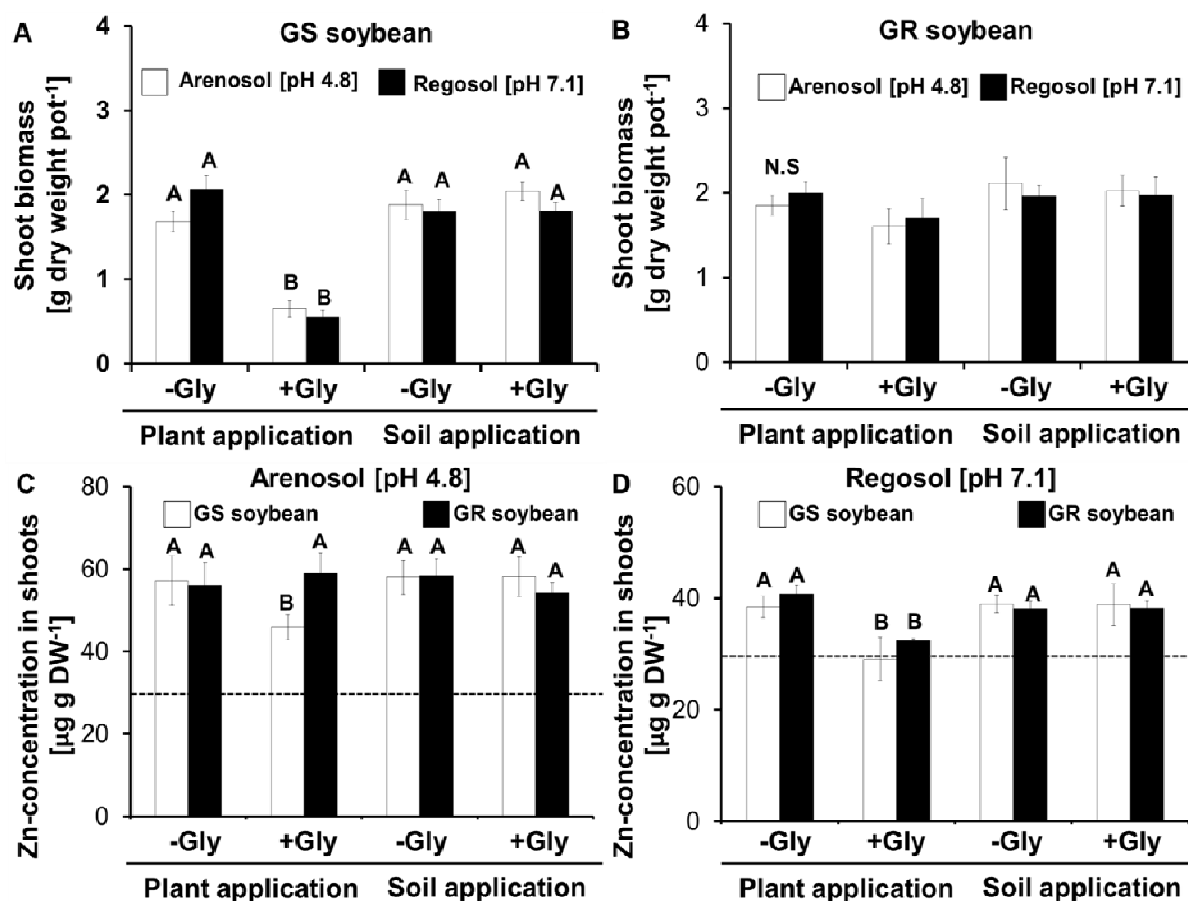 A
GS soybean
Arenosol [pH 4.8]
Regosol [pH 7.1]
Shoot biomass
[g dry weight pot-1]
4
3
2
1
0
A
A
B
B
A
A
A
A
-Gly
+Gly
-Gly
+Gly
Plant application
Soil application
B
GR soybean
Arenosol [pH 4.8]
Regosol [pH 7.1]
Shoot biomass
[g dry weight pot-1]
4
3
2
1
0
N.S
-Gly
+Gly
-Gly
+Gly
Plant application
Soil application
C
Arenosol [pH 4.8]
GS soybean
GR soybean
Zn-concentration in shoots
[µg g DW-1]
80
60
40
20
0
A
A
B
A
A
A
A
A
-Gly
+Gly
-Gly
+Gly
Plant application
Soil application
D
Regosol [pH 7.1]
GS soybean
GR soybean
Zn-concentration in shoots
[µg g DW-1]
60
40
20
0
A
A
B
B
A
A
A
A
-Gly
+Gly
-Gly
+Gly
Plant application
Soil application